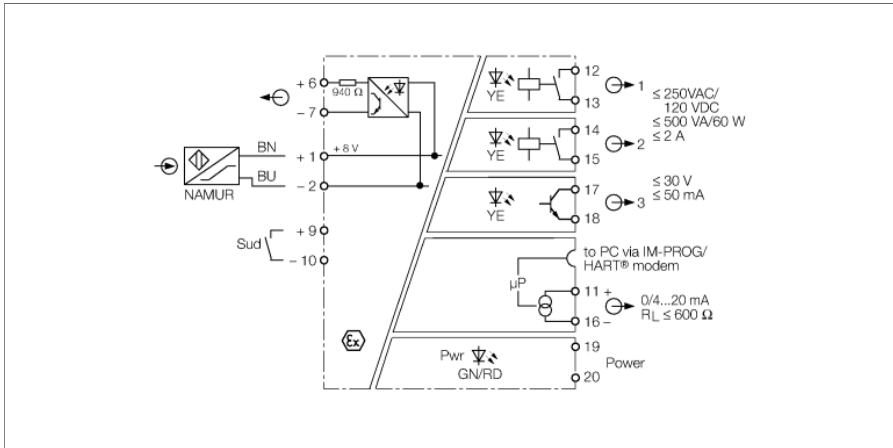 + 6
940 Ω
– 7
BN
+ 1
+ 8 V
BU
– 2
NAMUR
+ 9
Sud
– 10
Ex
YE
12
13
1
≤ 250VAC/
120 VDC
≤ 500 VA/60 W
≤ 2 A
YE
14
15
2
YE
17
18
3
≤ 30 V
≤ 50 mA
to PC via IM-PROG/
HART® modem
µP
11 +
16 –
0/4...20 mA
RL ≤ 600 Ω
Pwr
GN/RD
19
20
Power